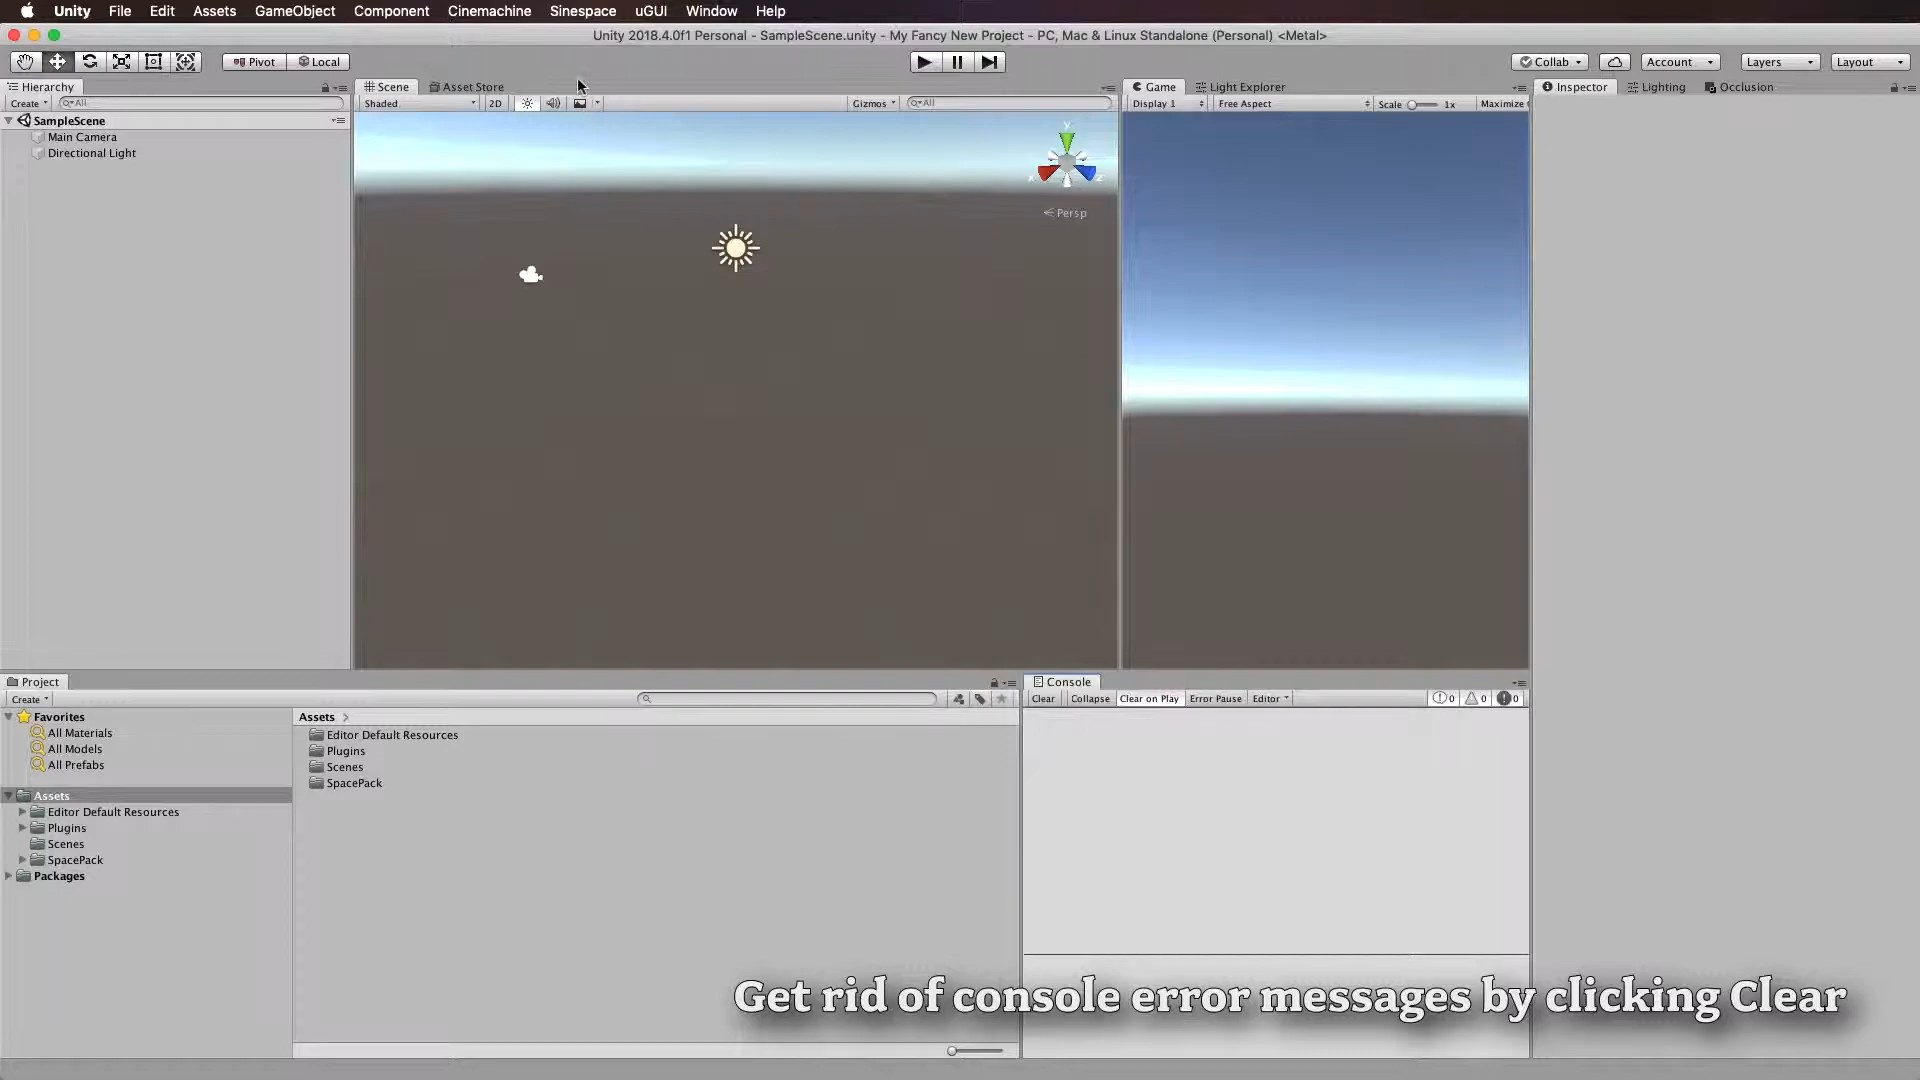 Unity File Edit Assets GameObject Component Cinemachine Sinespace uGUI Window Help
Unity 2018.4.0f1 Personal - SampleScene.unity - My Fancy New Project - PC, Mac & Linux Standalone (Personal) <Metal>
Pivot Local Collab Account Layers Layout
Hierarchy Scene Asset Store Game Light Explorer Inspector Lighting Occlusion
Create All Shaded 2D Gizmos All Display 1 Free Aspect Scale 1x Maximize
SampleScene
Main Camera
Directional Light
y
x z
Persp
Project Console
Create Clear Collapse Clear on Play Error Pause Editor 0 0 0
Favorites
All Materials
All Models
All Prefabs
Assets
Editor Default Resources
Plugins
Scenes
SpacePack
Packages
Assets
Editor Default Resources
Plugins
Scenes
SpacePack
Get rid of console error messages by clicking Clear